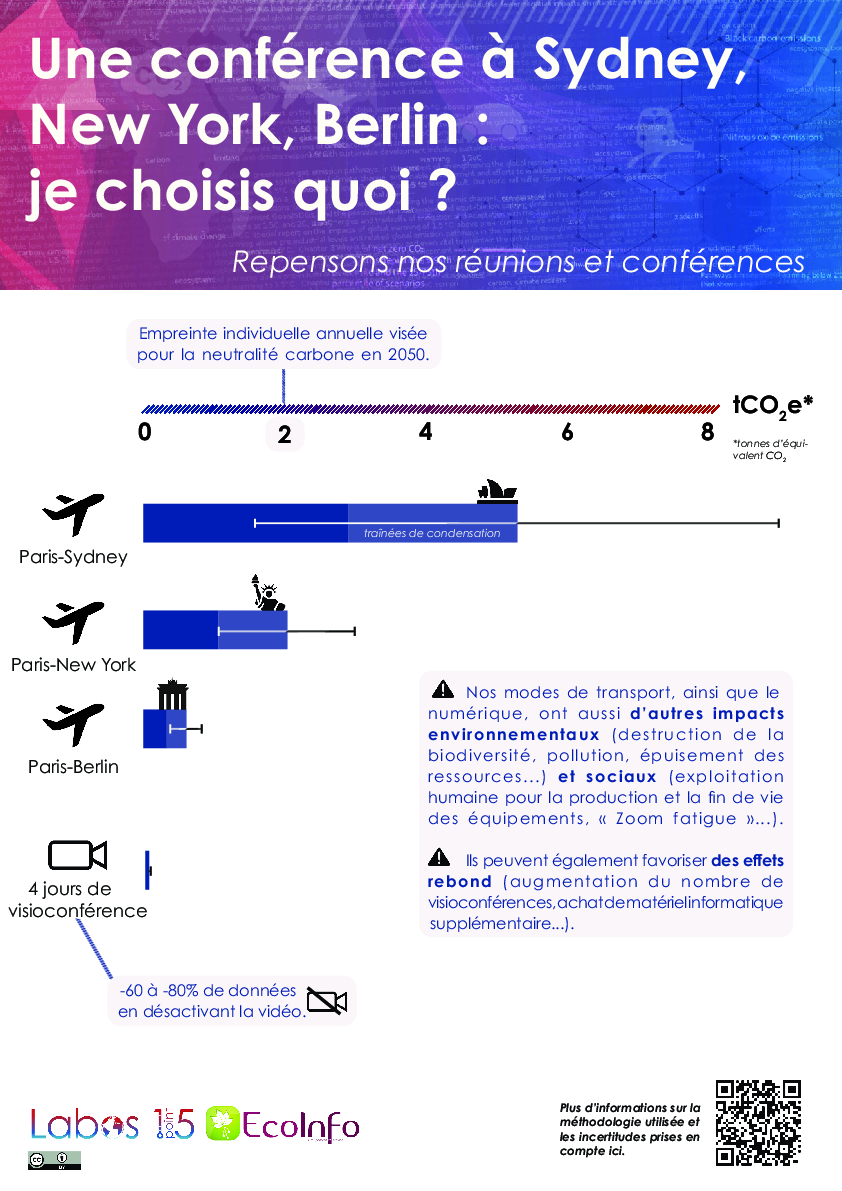 Une conférence à Sydney,
New York, Berlin :
je choisis quoi ?
Repensons nos réunions et conférences
Empreinte individuelle annuelle visée
pour la neutralité carbone en 2050.
tCO2e*
0 2 4 6 8
*tonnes d'équi-
valent CO2
traînées de condensation
Paris-Sydney
Paris-New York
Paris-Berlin
Nos modes de transport, ainsi que le
numérique, ont aussi d'autres impacts
environnementaux (destruction de la
biodiversité, pollution, épuisement des
ressources...) et sociaux (exploitation
humaine pour la production et la fin de vie
des équipements, « Zoom fatigue »...).
Ils peuvent également favoriser des effets
rebond (augmentation du nombre de
visioconférences, achat de matériel informatique
supplémentaire...).
4 jours de
visioconférence
-60 à -80% de données
en désactivant la vidéo.
Labos 1point5
EcoInfo
cc BY
Plus d'informations sur la
méthodologie utilisée et
les incertitudes prises en
compte ici.